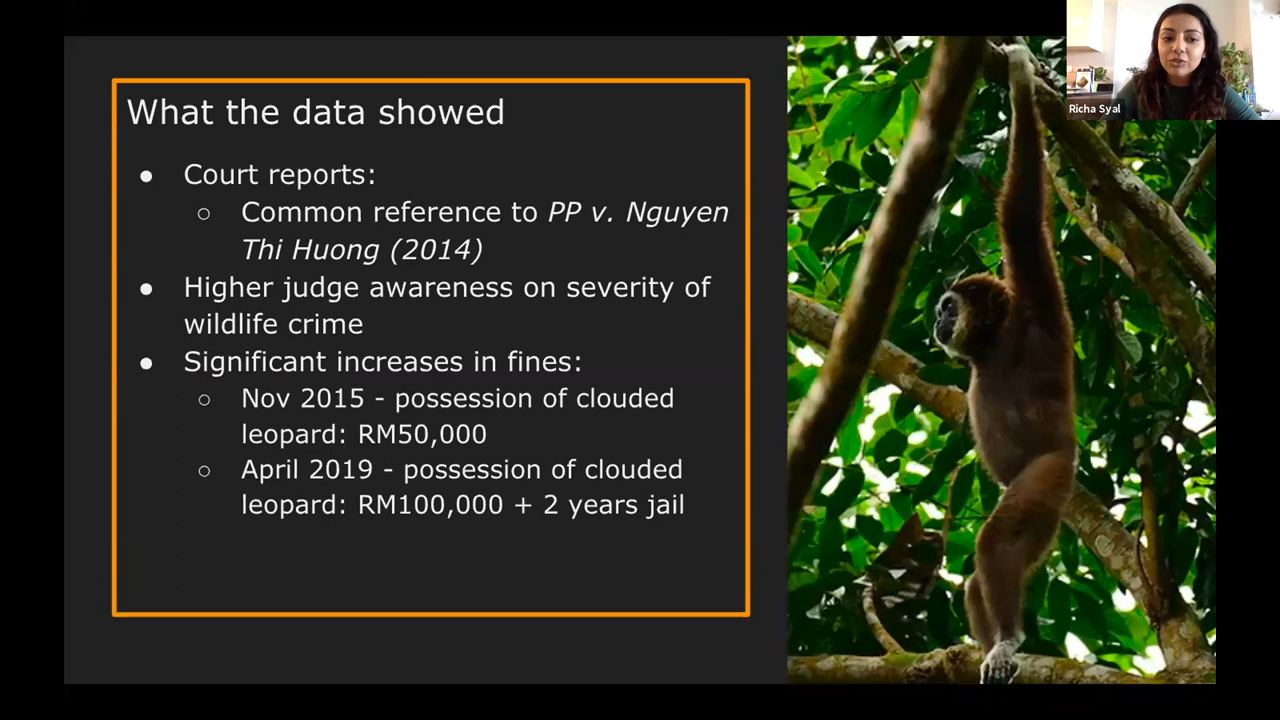 What the data showed
● Court reports:
○ Common reference to PP v. Nguyen
Thi Huong (2014)
● Higher judge awareness on severity of
wildlife crime
● Significant increases in fines:
○ Nov 2015 - possession of clouded
leopard: RM50,000
○ April 2019 - possession of clouded
leopard: RM100,000 + 2 years jail
Richa Syal